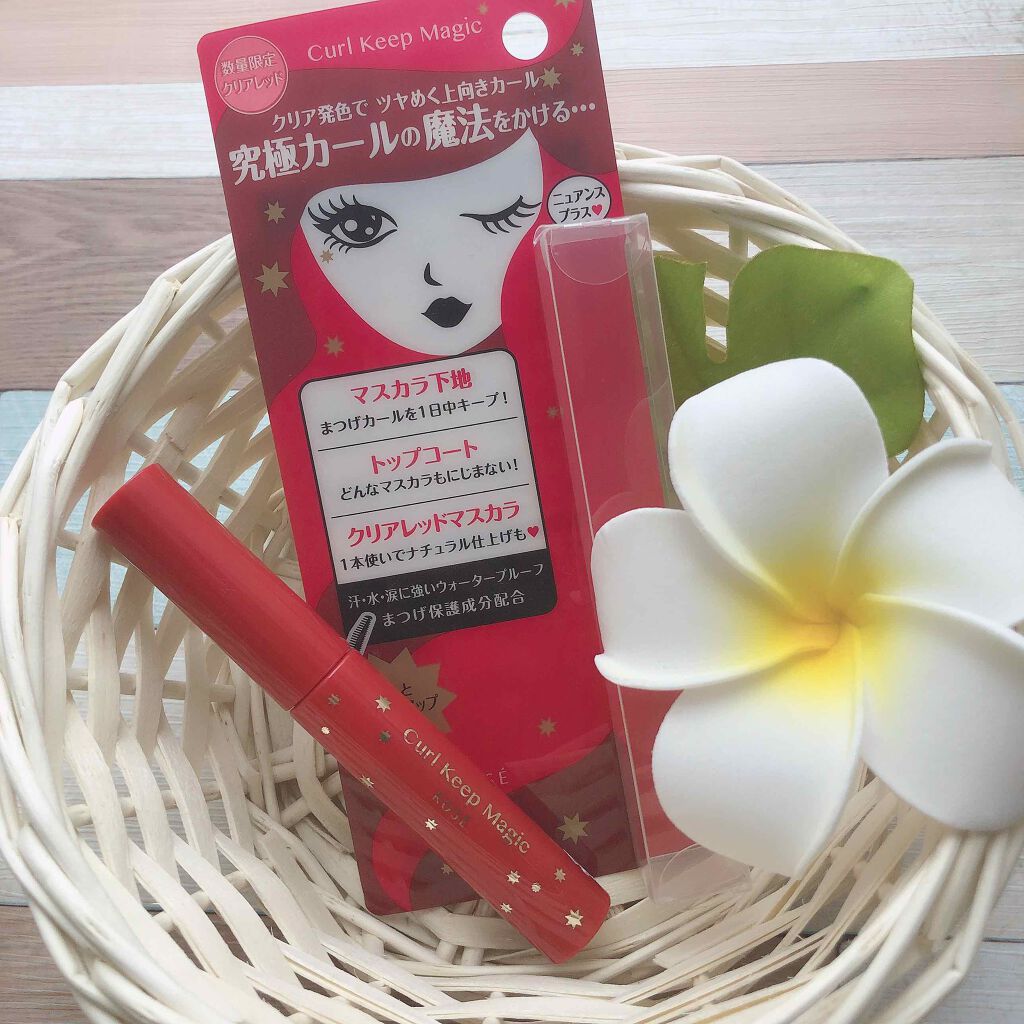 数量限定
クリアレッド
Curl Keep Magic
クリア発色で ツヤめく上向きカール
究極カールの魔法をかける…
ニュアンス
プラス♥
マスカラ下地
まつげカールを1日中キープ!
トップコート
どんなマスカラもにじまない!
クリアレッドマスカラ
1本使いでナチュラル仕上げも♥
汗・水・涙に強いウォータープルーフ
まつげ保護成分配合
と
ップ
SÉ
Curl Keep Magic
KOSÉ